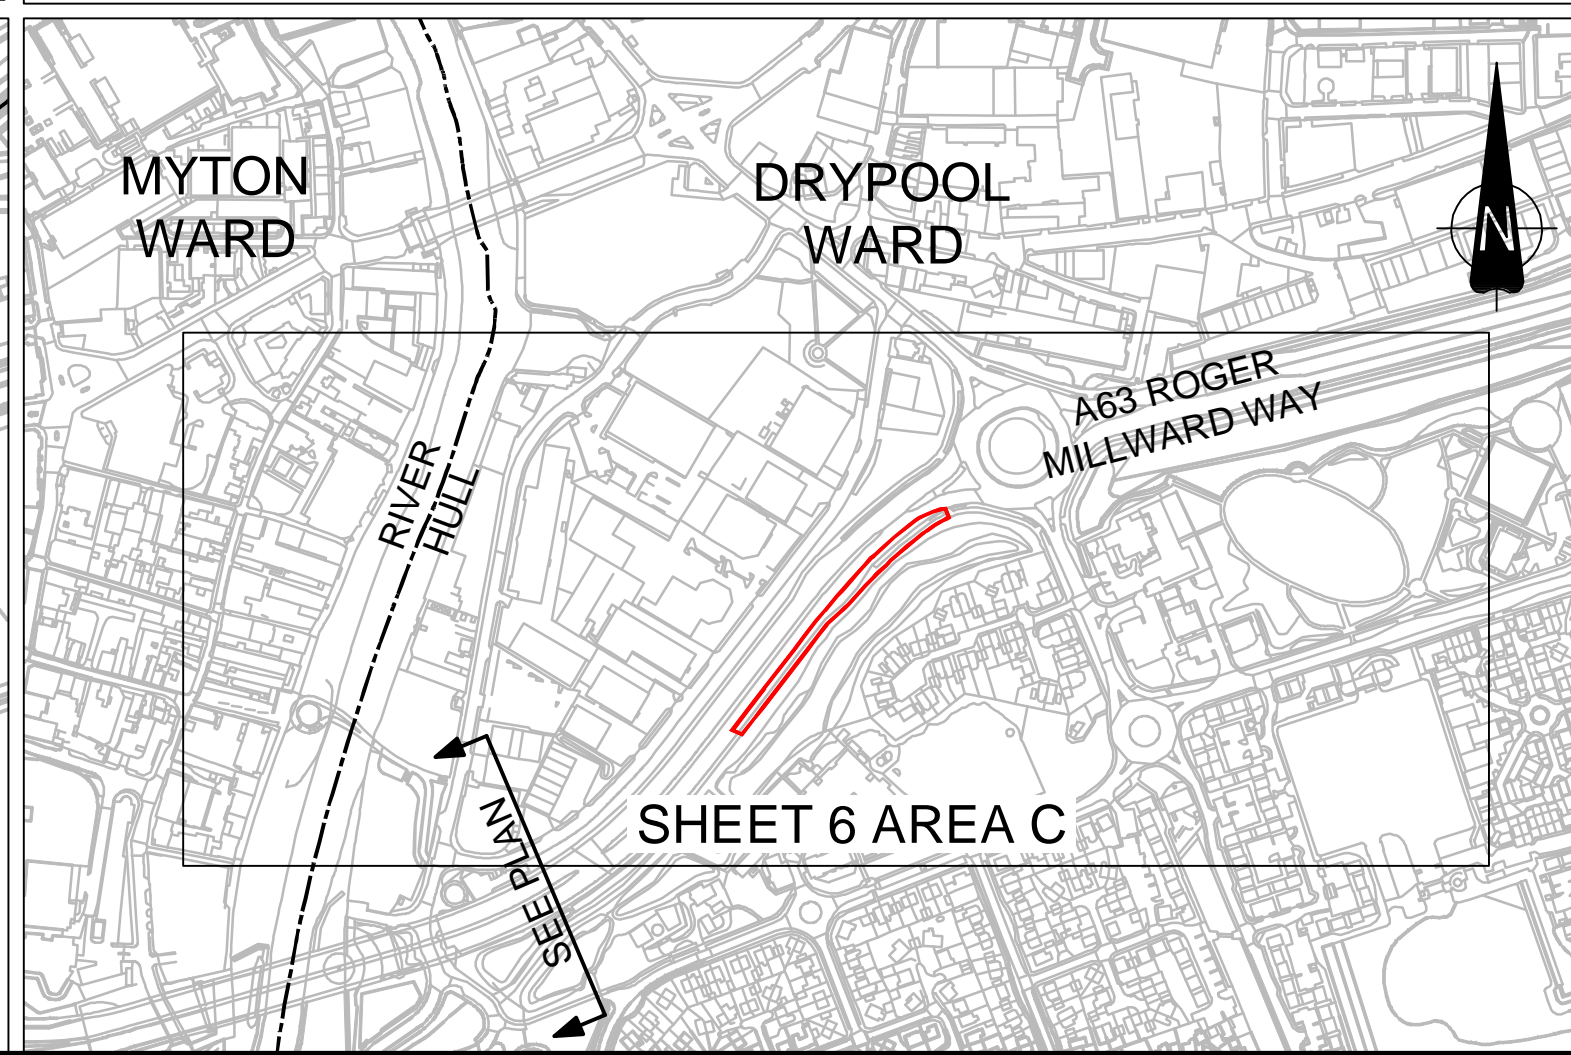 MYTON
WARD
DRYPOOL
WARD
N
A63 ROGER
MILLWARD WAY
RIVER
HULL
SEE PLAN
SHEET 6 AREA C